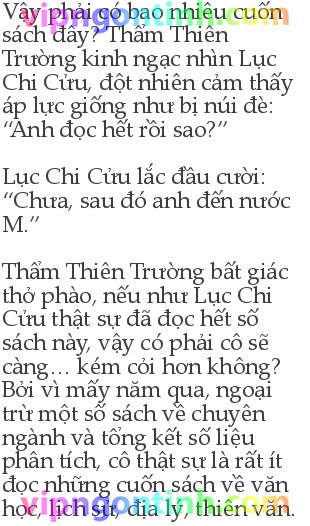 Vậy phải có bao nhiêu cuốn
sách đây? Thẩm Thiên
Trường kinh ngạc nhìn Lục
Chi Cửu, đột nhiên cảm thấy
áp lực giống như bị núi đè:
“Anh đọc hết rồi sao?”
Lục Chi Cửu lắc đầu cười:
“Chưa, sau đó anh đến nước
M.”
Thẩm Thiên Trường bất giác
thở phào, nếu như Lục Chi
Cửu thật sự đã đọc hết số
sách này, vậy có phải cô sẽ
càng... kém cỏi hơn không?
Bởi vì mấy năm qua, ngoại
trừ một số sách về chuyên
ngành và tổng kết số liệu
phân tích, cô thật sự là rất ít
đọc những cuốn sách về văn
học, lịch sử, địa lý, thiên văn.
vipngontinh.com
vipngontinh.com